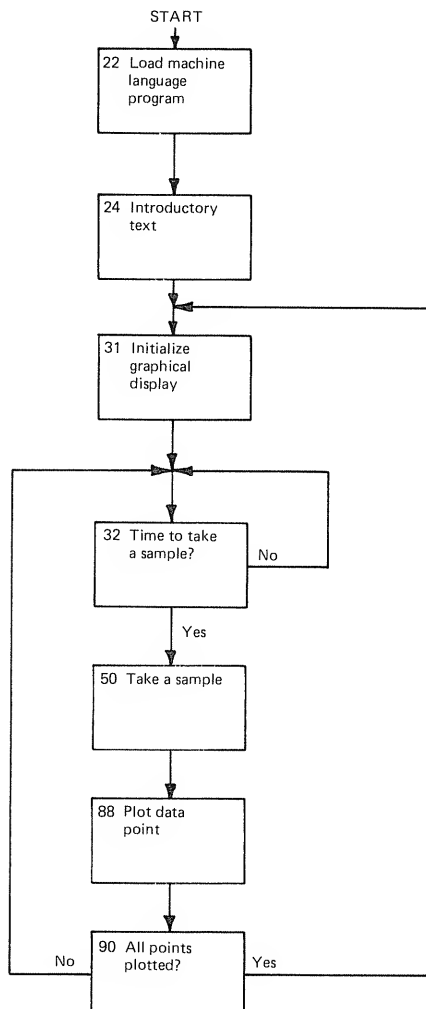 START
22 Load machine
language
program
24 Introductory
text
31 Initialize
graphical
display
32 Time to take
a sample?
No
Yes
50 Take a sample
88 Plot data
point
90 All points
plotted?
No
Yes